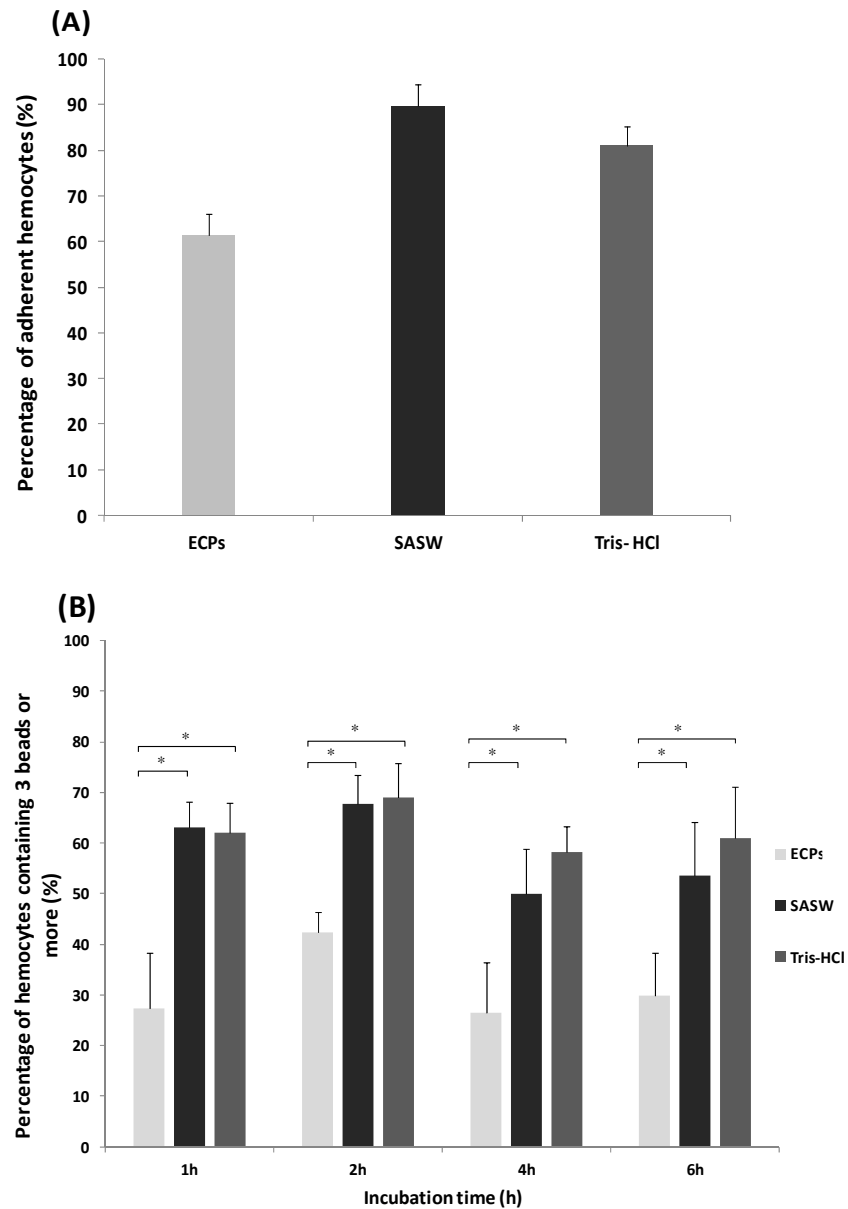 (A)
Percentage of adherent hemocytes (%)
100
90
80
70
60
50
40
30
20
10
0
ECPs
SASW
Tris- HCl
(B)
Percentage of hemocytes containing 3 beads or
more (%)
100
90
80
70
60
50
40
30
20
10
0
*
*
*
*
*
*
*
*
1h
2h
4h
6h
Incubation time (h)
ECPs
SASW
Tris-HCl